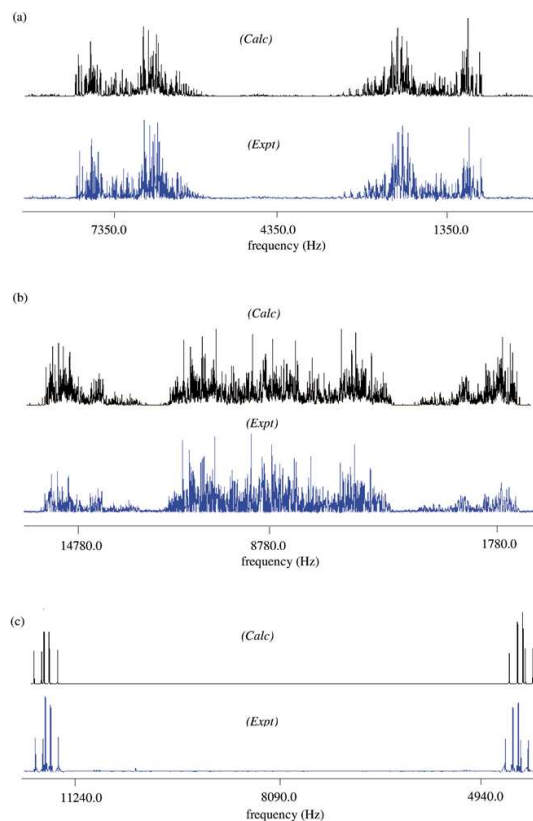 (a)
(Calc)
(Expt)
7350.0 4350.0 1350.0
frequency (Hz)
(b)
(Calc)
(Expt)
14780.0 8780.0 1780.0
frequency (Hz)
(c)
(Calc)
(Expt)
11240.0 8090.0 4940.0
frequency (Hz)